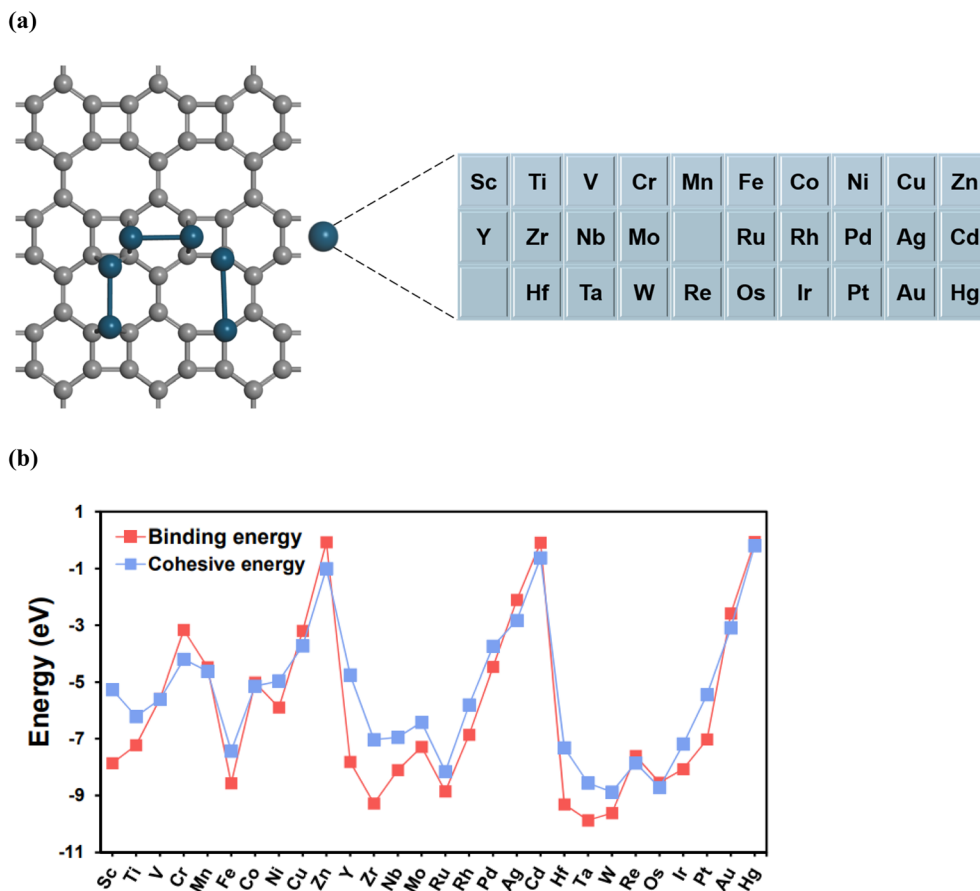 (a)
Sc Ti V Cr Mn Fe Co Ni Cu Zn
Y Zr Nb Mo Ru Rh Pd Ag Cd
Hf Ta W Re Os Ir Pt Au Hg
(b)
Binding energy
Cohesive energy
Energy (eV)
1
-1
-3
-5
-7
-9
-11
Sc Ti V Cr Mn Fe Co Ni Cu Zn Y Zr Nb Mo Ru Rh Pd Ag Cd Hf Ta W Re Os Ir Pt Au Hg